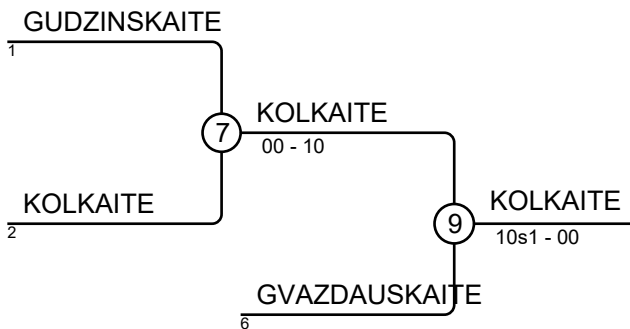 GUDZINSKAITE
1
7
KOLKAITE
00 - 10
KOLKAITE
2
9
KOLKAITE
10s1 - 00
GVAZDAUSKAITE
6